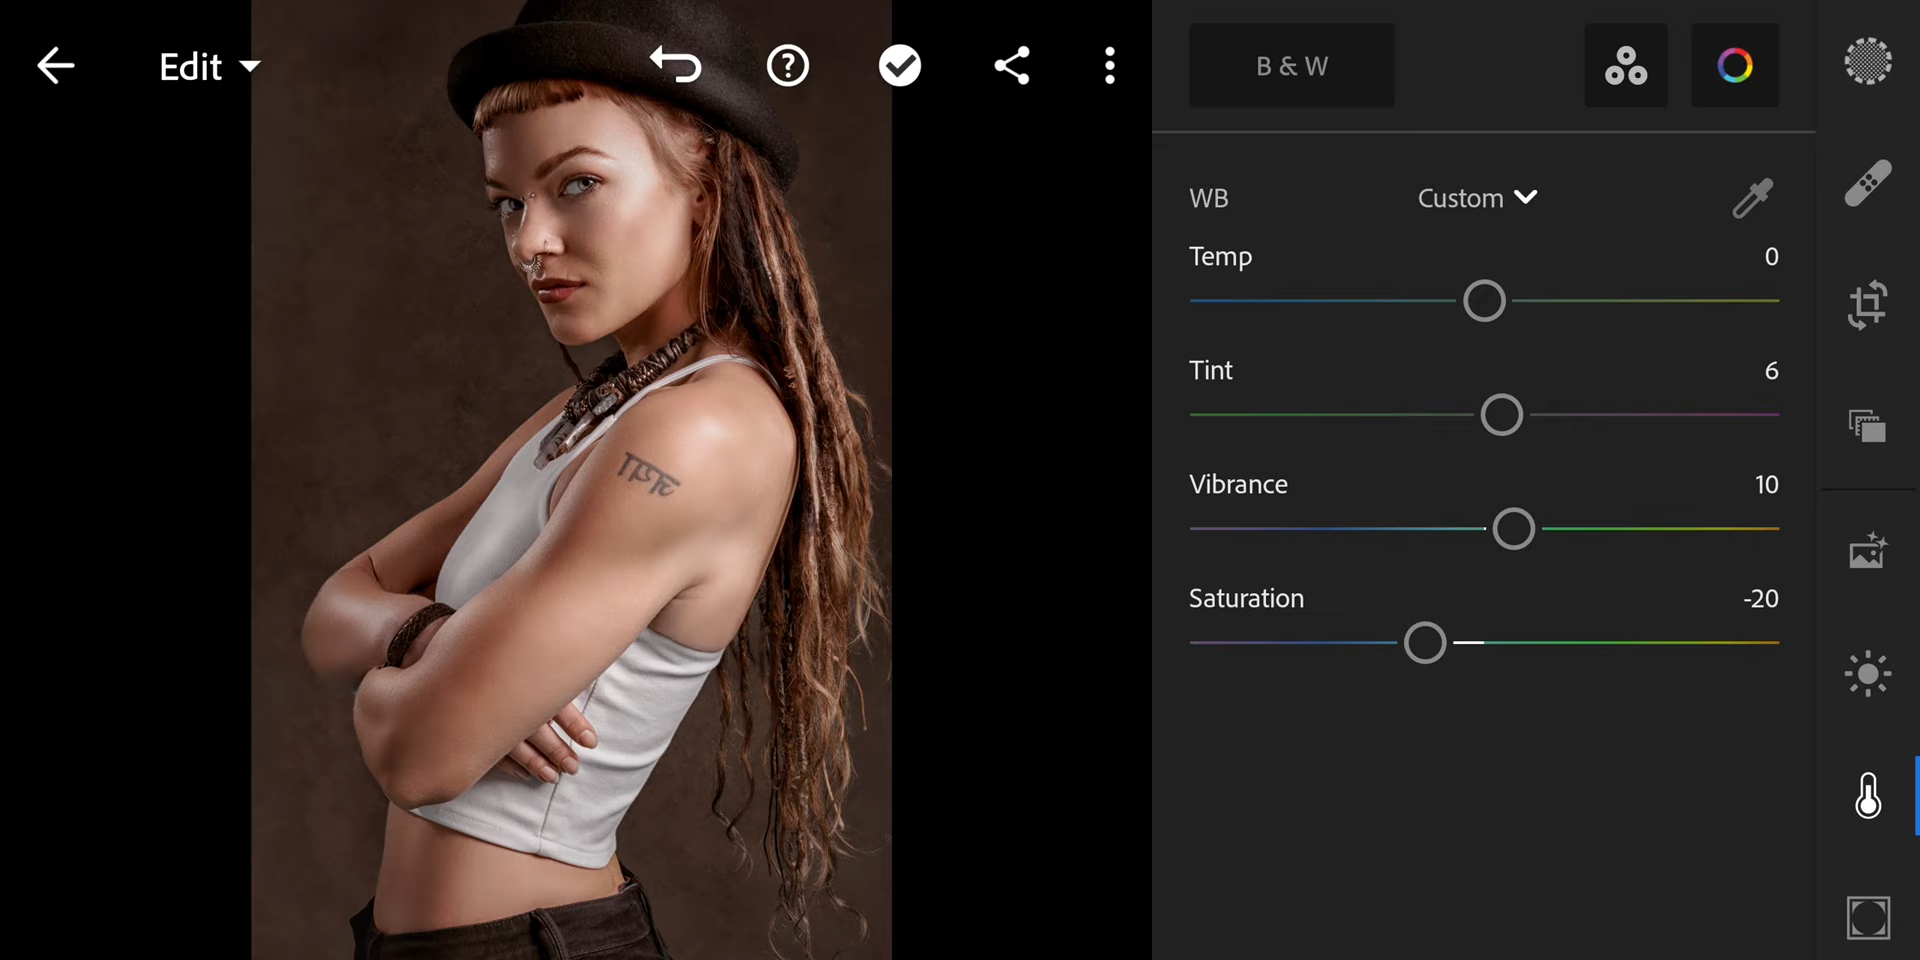 Edit
B & W
WB Custom
Temp 0
Tint 6
Vibrance 10
Saturation -20